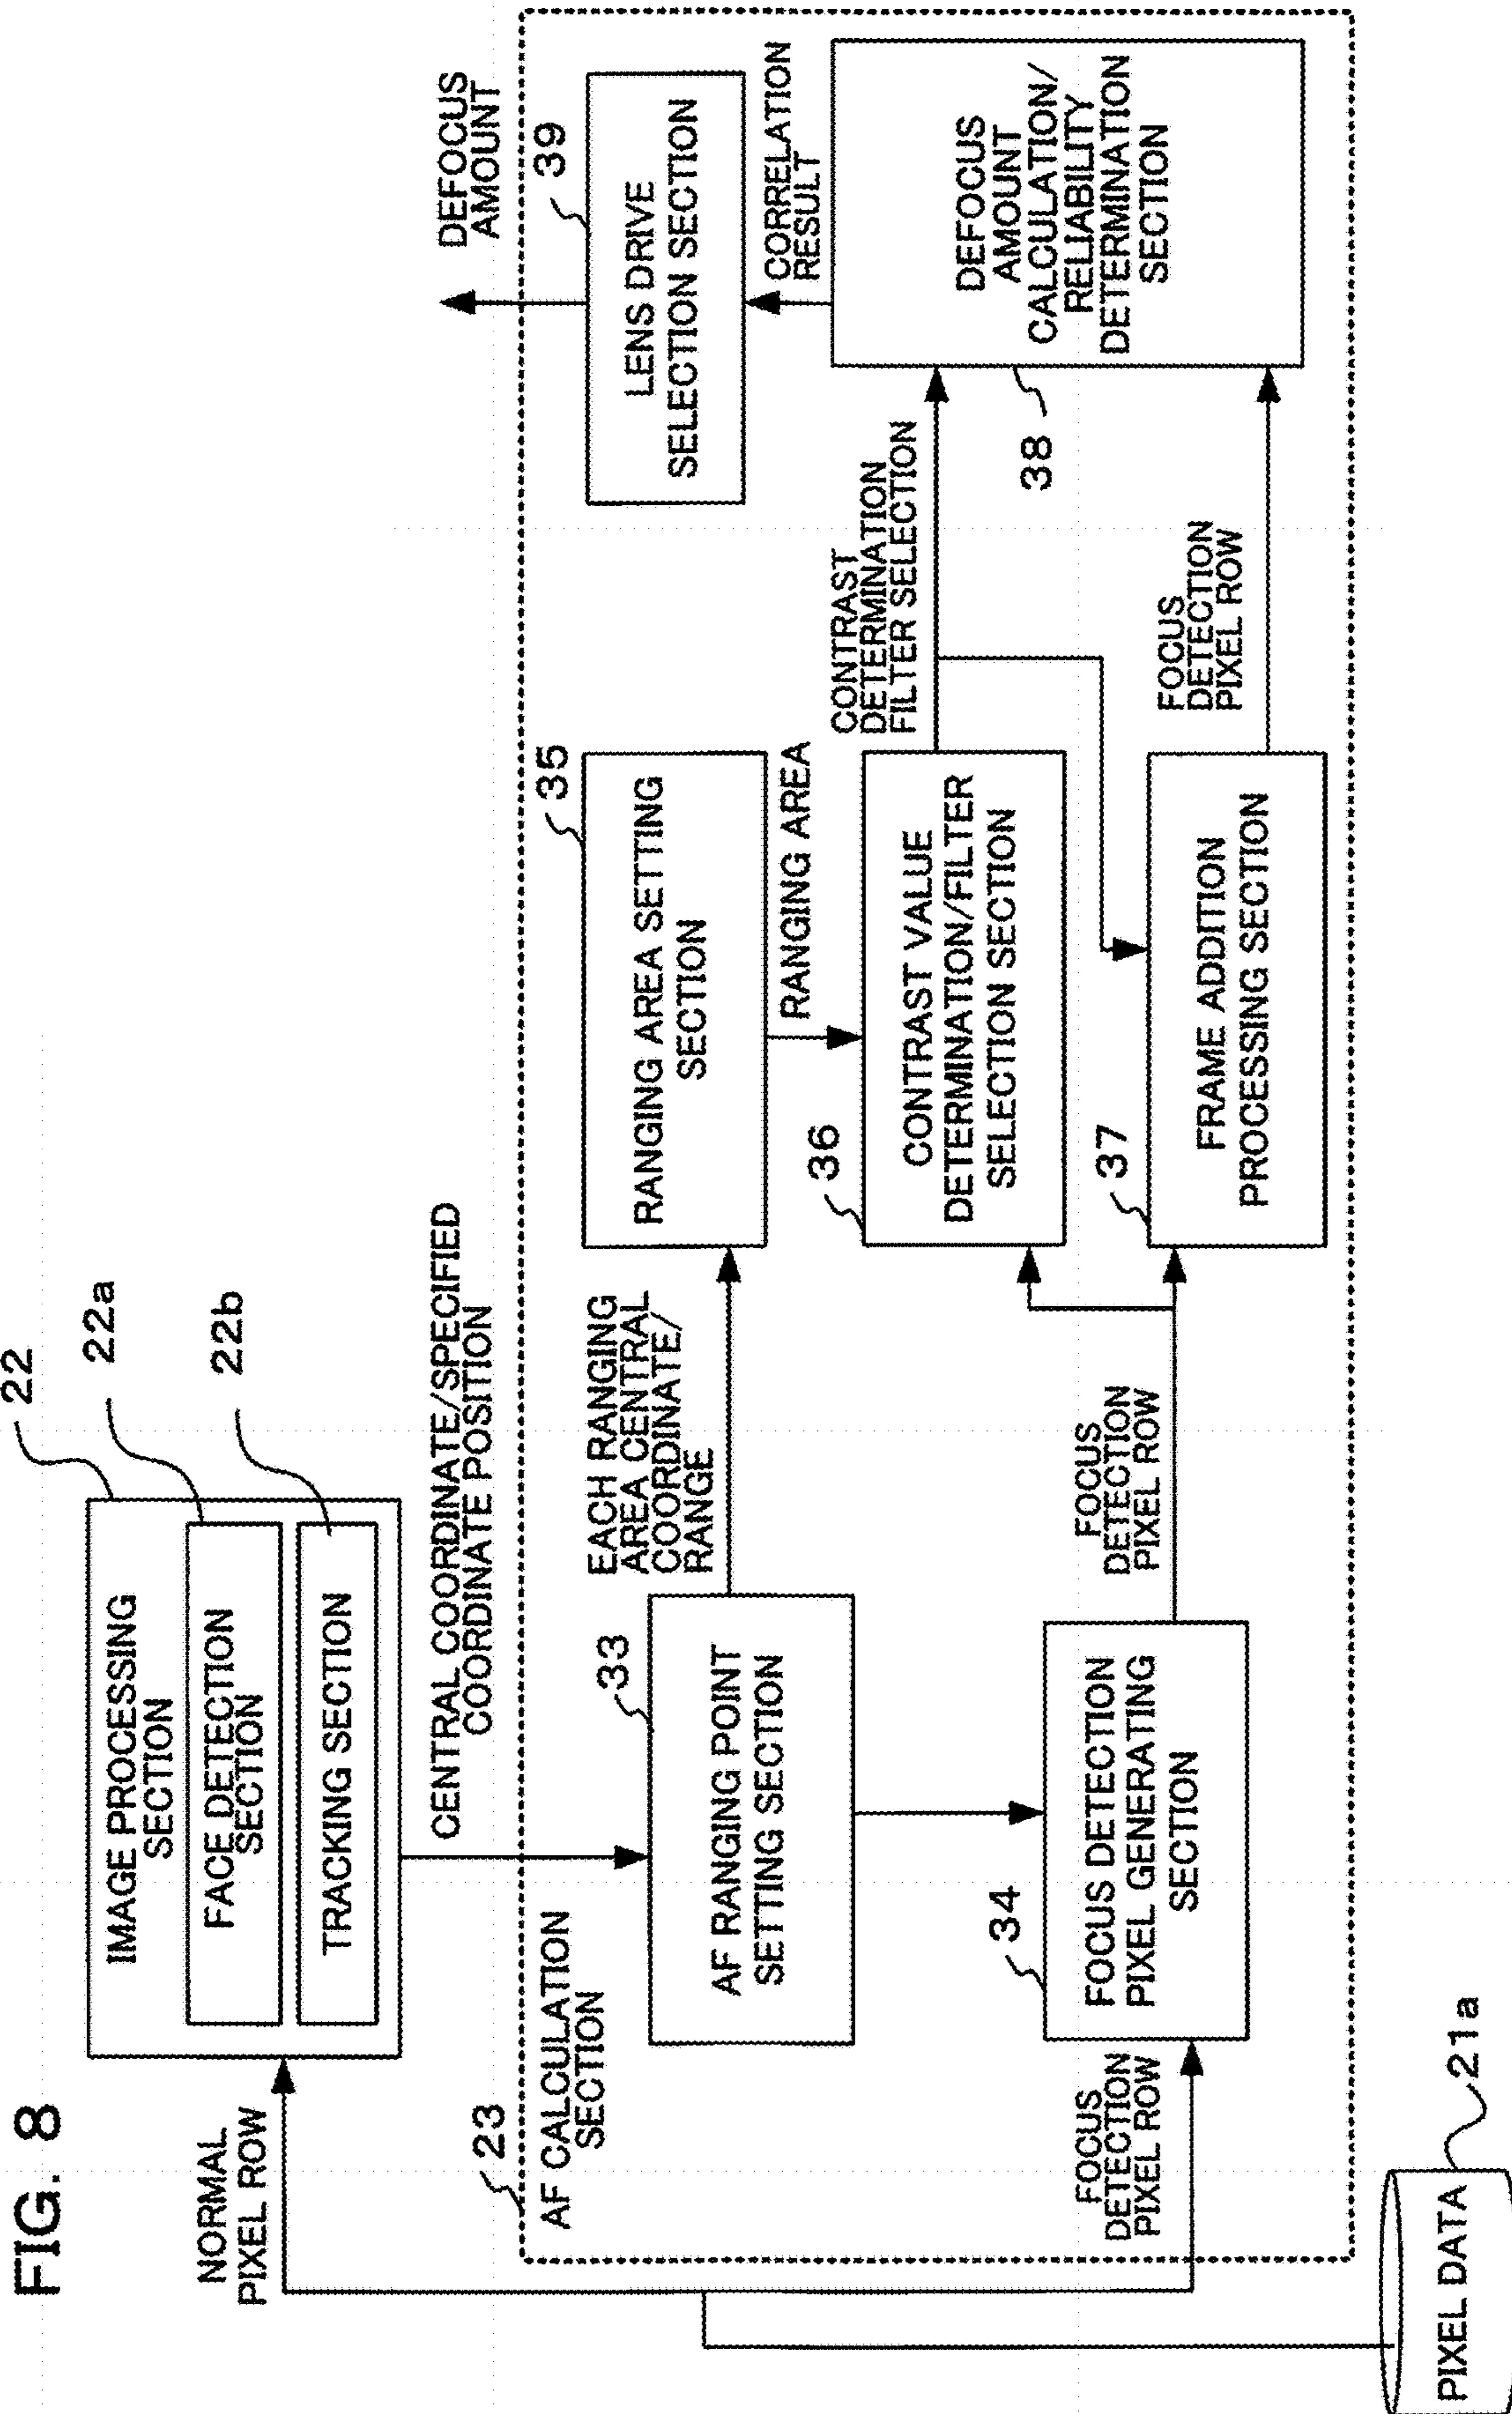 FIG. 8
22
22a
22b
IMAGE PROCESSING
SECTION
FACE DETECTION
SECTION
TRACKING SECTION
NORMAL
PIXEL ROW
CENTRAL COORDINATE/SPECIFIED
COORDINATE POSITION
DEFOCUS
AMOUNT
23
AF CALCULATION
SECTION
33
AF RANGING POINT
SETTING SECTION
EACH RANGING
AREA CENTRAL
COORDINATE/
RANGE
35
RANGING AREA SETTING
SECTION
39
LENS DRIVE
SELECTION SECTION
RANGING AREA
CORRELATION
RESULT
36
CONTRAST VALUE
DETERMINATION/FILTER
SELECTION SECTION
CONTRAST
DETERMINATION
FILTER SELECTION
38
DEFOCUS
AMOUNT
CALCULATION/
RELIABILITY
DETERMINATION
SECTION
34
FOCUS DETECTION
PIXEL GENERATING
SECTION
FOCUS
DETECTION
PIXEL ROW
FOCUS
DETECTION
PIXEL ROW
37
FRAME ADDITION
PROCESSING SECTION
FOCUS
DETECTION
PIXEL ROW
PIXEL DATA
21a